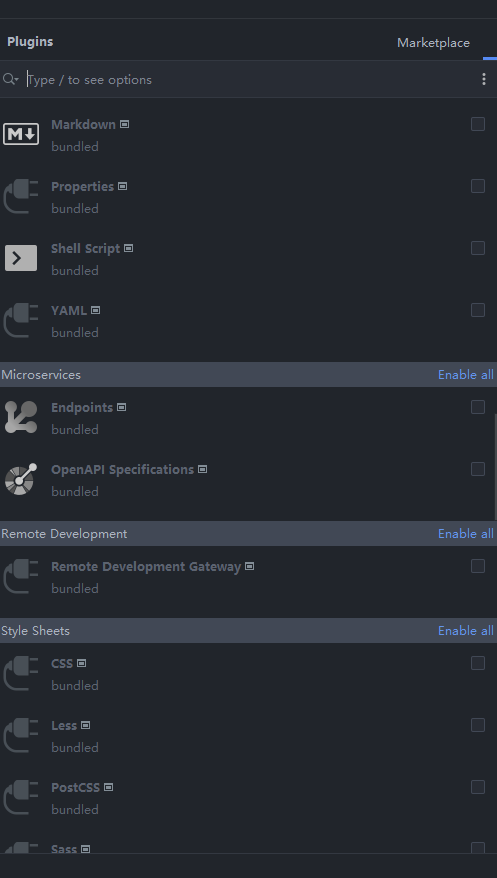 Plugins
Marketplace
Type / to see options
Markdown
bundled
Properties
bundled
Shell Script
bundled
YAML
bundled
Microservices Enable all
Endpoints
bundled
OpenAPI Specifications
bundled
Remote Development Enable all
Remote Development Gateway
bundled
Style Sheets Enable all
CSS
bundled
Less
bundled
PostCSS
bundled
Sass